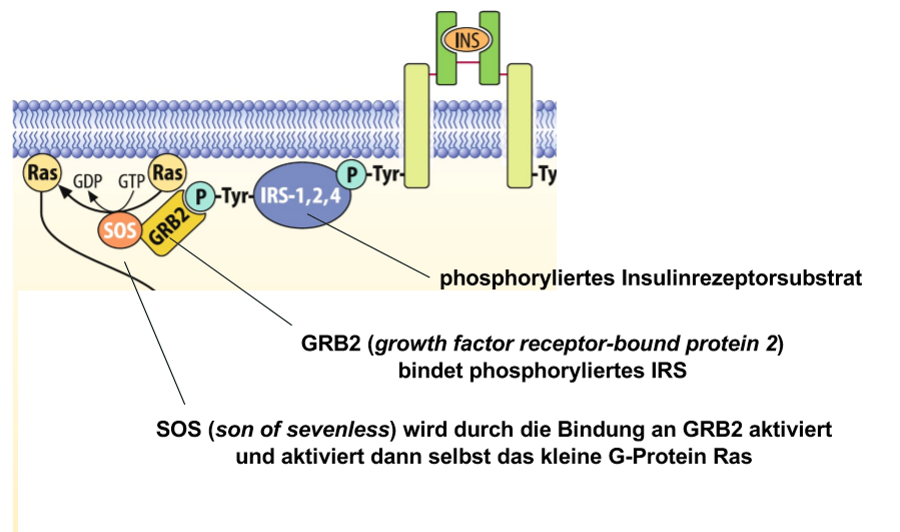 INS
Ras
GDP
GTP
Ras
P
-Tyr-
IRS-1,2,4
P
-Tyr-
-Ty
SOS
GRB2
phosphoryliertes Insulinrezeptorsubstrat
GRB2 (growth factor receptor-bound protein 2)
bindet phosphoryliertes IRS
SOS (son of sevenless) wird durch die Bindung an GRB2 aktiviert
und aktiviert dann selbst das kleine G-Protein Ras